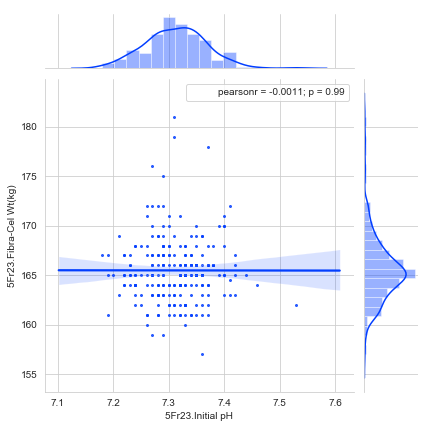 pearsonr = -0.0011; p = 0.99
180
175
170
165
160
155
5Fr23.Fibra-Cel Wt(kg)
7.1 7.2 7.3 7.4 7.5 7.6
5Fr23.Initial pH